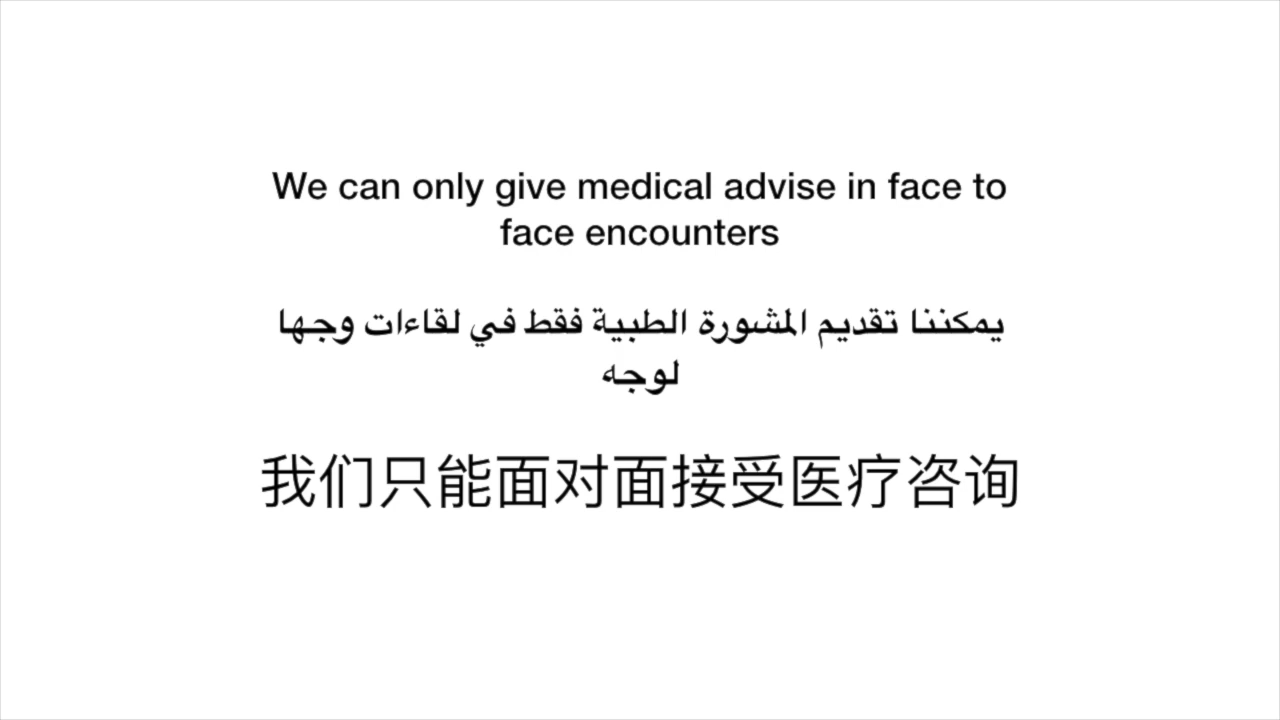 We can only give medical advise in face to
face encounters
يمكننا تقديم المشورة الطبية فقط في لقاءات وجها
لوجه
我们只能面对面接受医疗咨询